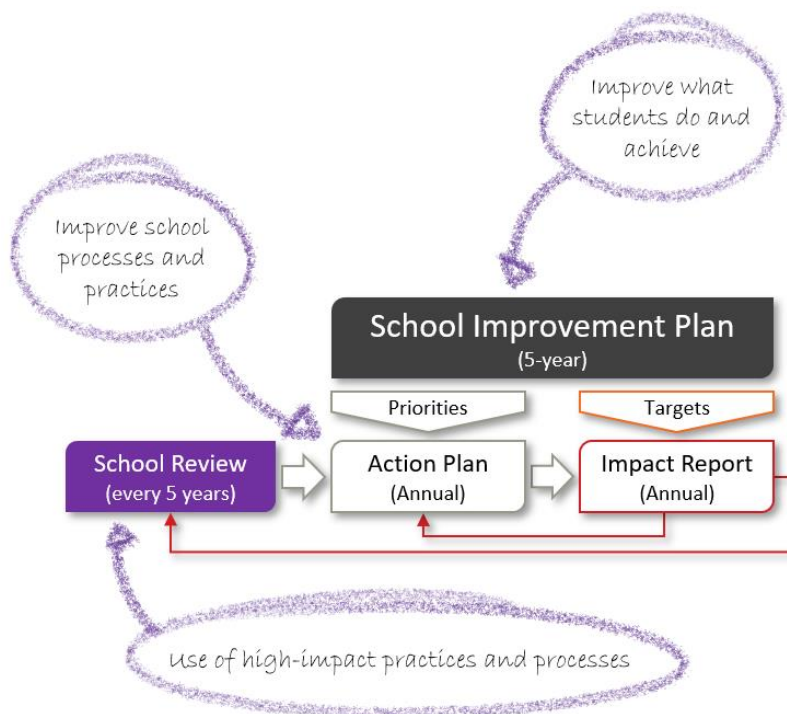 Improve what
students do and
achieve
Improve school
processes and
practices
School Improvement Plan
(5-year)
Priorities
Targets
School Review
(every 5 years)
Action Plan
(Annual)
Impact Report
(Annual)
Use of high-impact practices and processes